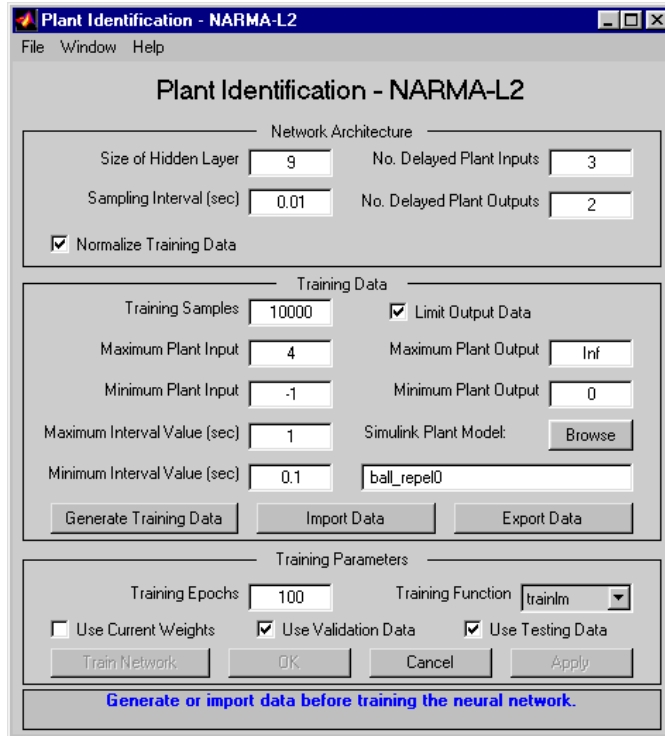 Plant Identification - NARMA-L2
File Window Help
Plant Identification - NARMA-L2
Network Architecture
Size of Hidden Layer 9 No. Delayed Plant Inputs 3
Sampling Interval (sec) 0.01 No. Delayed Plant Outputs 2
Normalize Training Data
Training Data
Training Samples 10000 Limit Output Data
Maximum Plant Input 4 Maximum Plant Output Inf
Minimum Plant Input -1 Minimum Plant Output 0
Maximum Interval Value (sec) 1 Simulink Plant Model: Browse
Minimum Interval Value (sec) 0.1 ball_repel0
Generate Training Data Import Data Export Data
Training Parameters
Training Epochs 100 Training Function trainlm
Use Current Weights Use Validation Data Use Testing Data
Train Network OK Cancel Apply
Generate or import data before training the neural network.